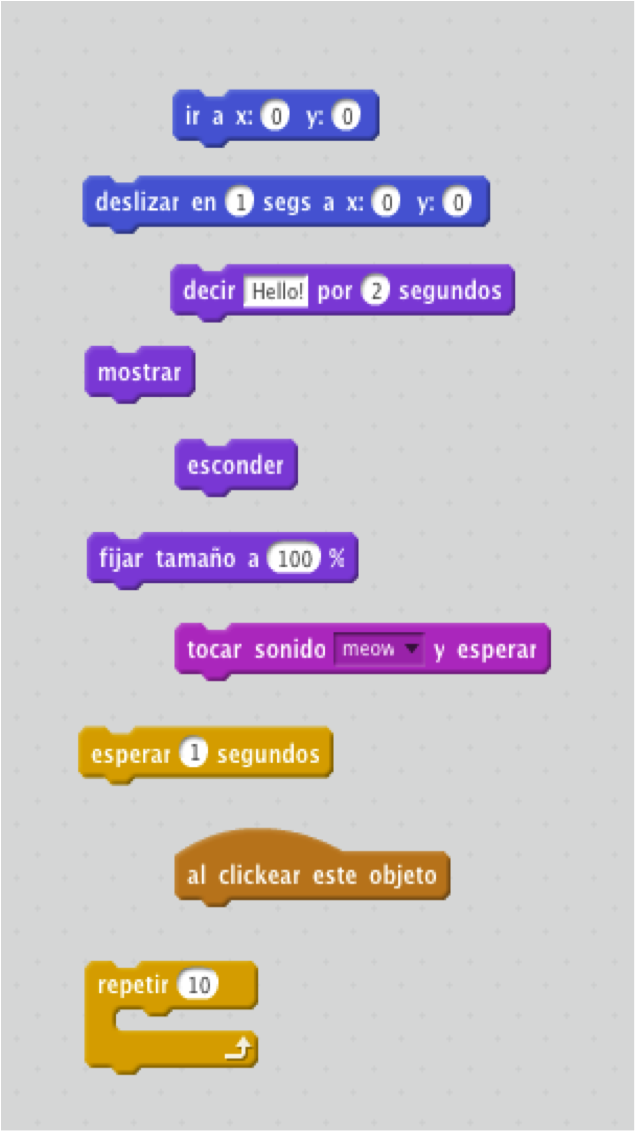 ir a x: 0 y: 0
deslizar en 1 segs a x: 0 y: 0
decir Hello! por 2 segundos
mostrar
esconder
fijar tamaño a 100 %
tocar sonido meow y esperar
esperar 1 segundos
al clickear este objeto
repetir 10